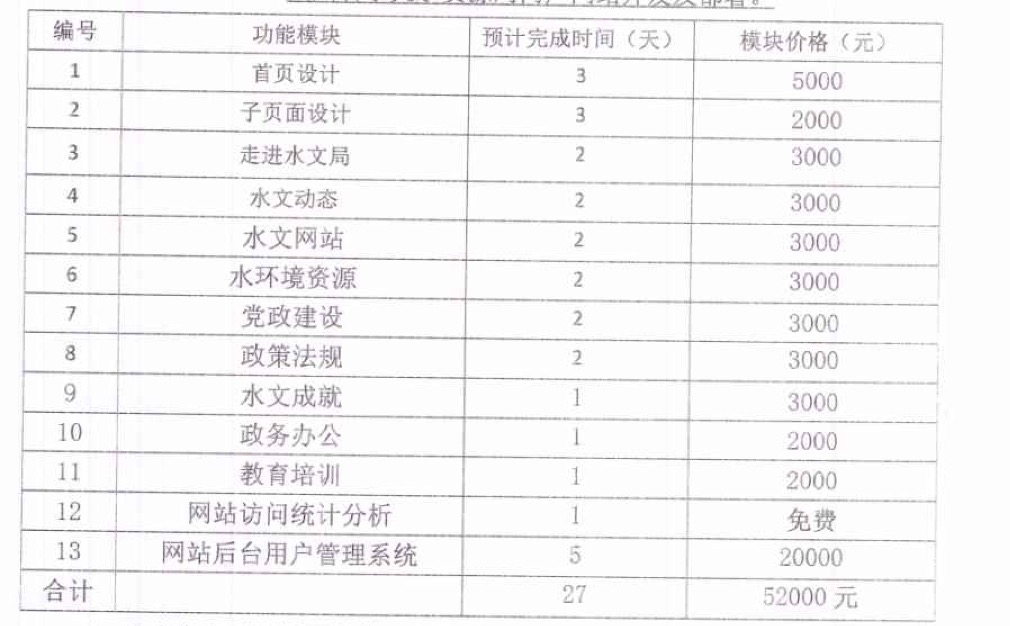 编号 功能模块 预计完成时间（天） 模块价格（元）
1 首页设计 3 5000
2 子页面设计 3 2000
3 走进水文局 2 3000
4 水文动态 2 3000
5 水文网站 2 3000
6 水环境资源 2 3000
7 党政建设 2 3000
8 政策法规 2 3000
9 水文成就 1 3000
10 政务办公 1 2000
11 教育培训 1 2000
12 网站访问统计分析 1 免费
13 网站后台用户管理系统 5 20000
合计 27 52000 元